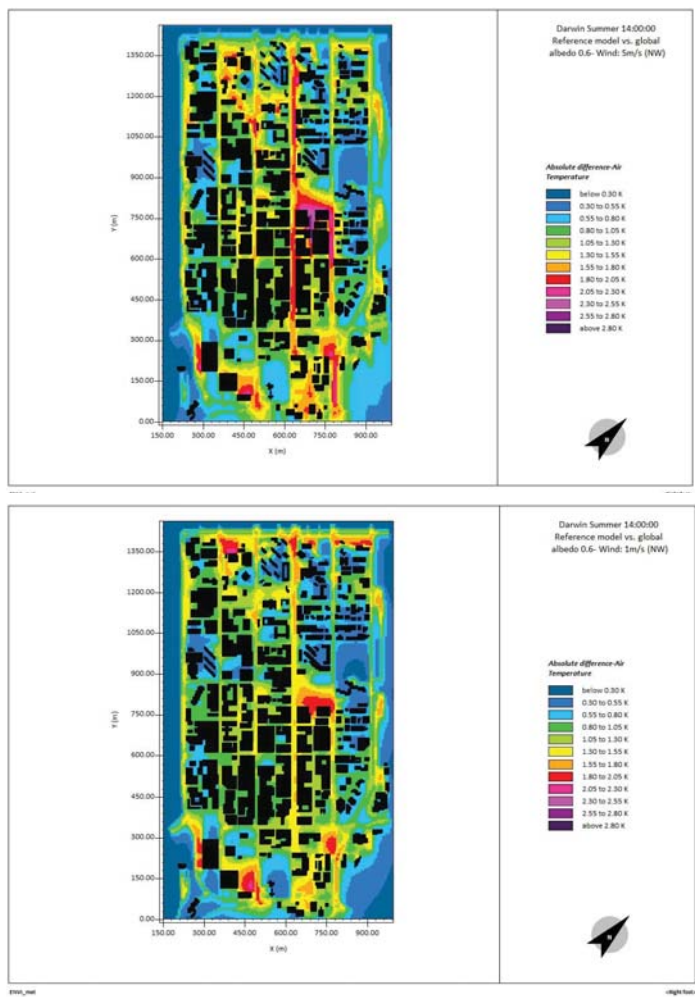 Darwin Summer 14:00:00
Reference model vs. global
albedo 0.6- Wind: 5m/s (NW)
Absolute difference-Air
Temperature
below 0.30 K
0.30 to 0.55 K
0.55 to 0.80 K
0.80 to 1.05 K
1.05 to 1.30 K
1.30 to 1.55 K
1.55 to 1.80 K
1.80 to 2.05 K
2.05 to 2.30 K
2.30 to 2.55 K
2.55 to 2.80 K
above 2.80 K
N
1350.00
1200.00
1050.00
900.00
750.00
600.00
450.00
300.00
150.00
0.00
Y (m)
150.00 300.00 450.00 600.00 750.00 900.00
X (m)
Darwin Summer 14:00:00
Reference model vs. global
albedo 0.6- Wind: 1m/s (NW)
Absolute difference-Air
Temperature
below 0.30 K
0.30 to 0.55 K
0.55 to 0.80 K
0.80 to 1.05 K
1.05 to 1.30 K
1.30 to 1.55 K
1.55 to 1.80 K
1.80 to 2.05 K
2.05 to 2.30 K
2.30 to 2.55 K
2.55 to 2.80 K
above 2.80 K
N
1350.00
1200.00
1050.00
900.00
750.00
600.00
450.00
300.00
150.00
0.00
Y (m)
150.00 300.00 450.00 600.00 750.00 900.00
X (m)
ENVI_met